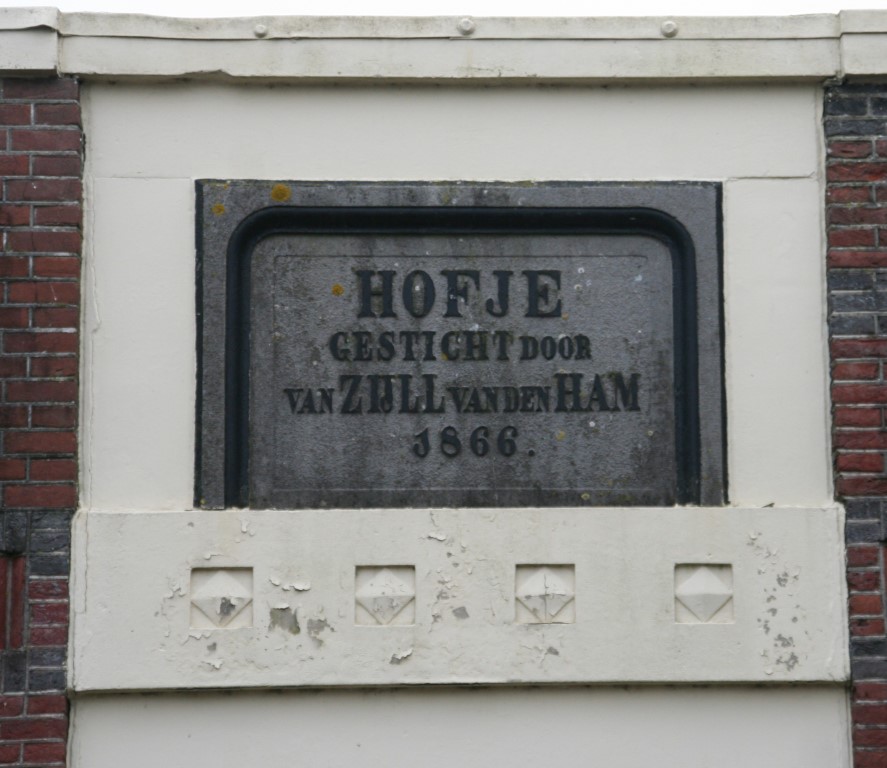 HOFJE
GESTICHT DOOR
VAN ZIJLL VAN DEN HAM
1866.